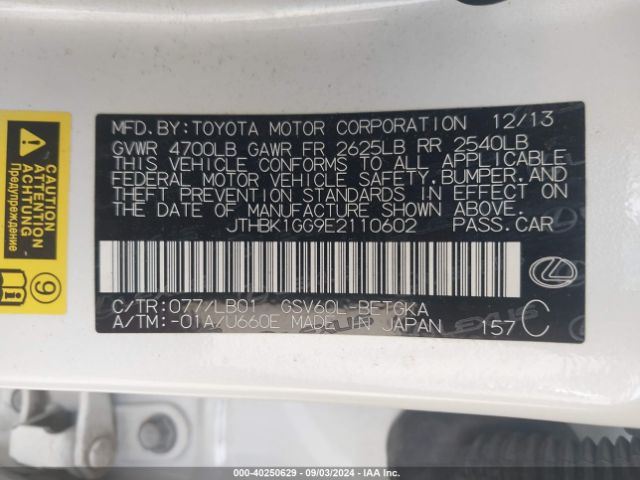 MFD.BY:TOYOTA MOTOR CORPORATION 12/13
GVWR 4700LB GAWR FR 2625LB RR 2540LB
THIS VEHICLE CONFORMS TO ALL APPLICABLE
FEDERAL MOTOR VEHICLE SAFETY,BUMPER,AND
THEFT PREVENTION STANDARDS IN EFFECT ON
THE DATE OF MANUFACTURE SHOWN ABOVE.
JTHBK1GG9E2110602 PASS.CAR
C/TR:077/LB01 GSV60L-BETGKA
A/TM:-01A/U660E MADE IN JAPAN 157 C
ATTENTION
ACHTUNG
ATTENTION
Предупреждение
9
000-40250629 - 09/03/2024 - IAA Inc.